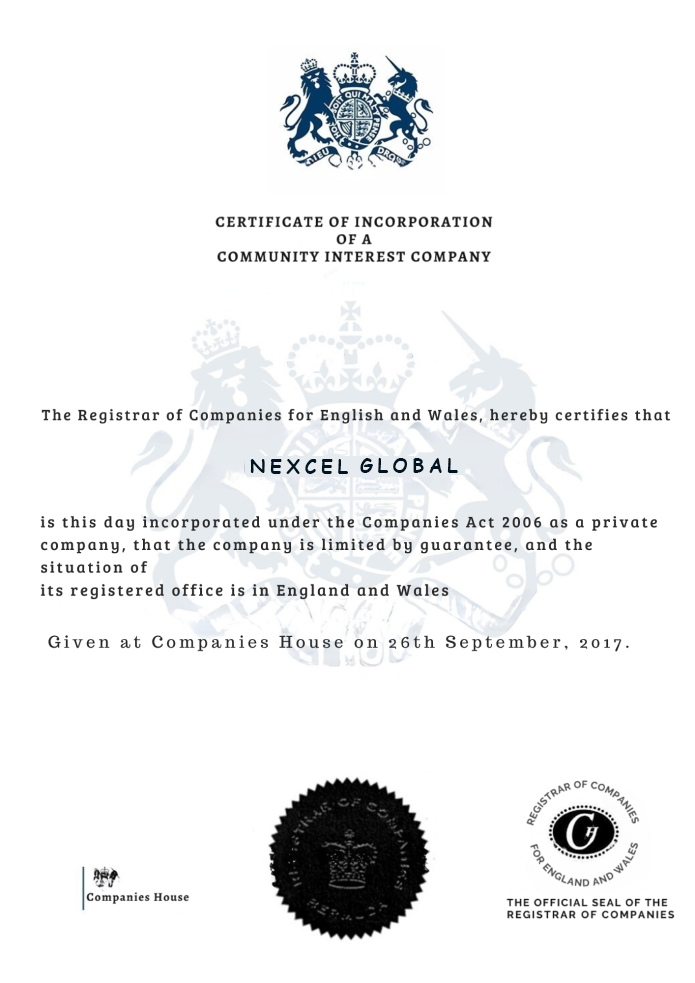 SOIT QUI MAL
DIEU
DROIT
CERTIFICATE OF INCORPORATION
OF A
COMMUNITY INTEREST COMPANY
The Registrar of Companies for English and Wales, hereby certifies that
NEXCEL GLOBAL
is this day incorporated under the Companies Act 2006 as a private
company, that the company is limited by guarantee, and the
situation of
its registered office is in England and Wales
Given at Companies House on 26th September, 2017.
Companies House
REGISTRAR OF COMPANIES
BERMUDA
REGISTRAR OF COMPANIES
FOR ENGLAND AND WALES
CH
THE OFFICIAL SEAL OF THE
REGISTRAR OF COMPANIES